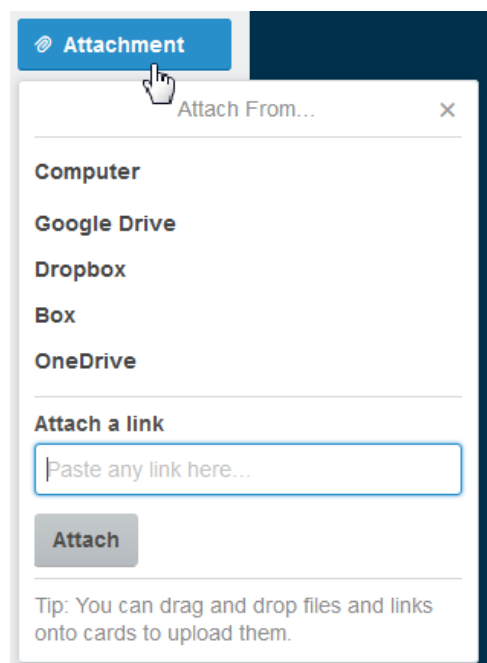 Attachment
Attach From...
Computer
Google Drive
Dropbox
Box
OneDrive
Attach a link
Paste any link here...
Attach
Tip: You can drag and drop files and links
onto cards to upload them.